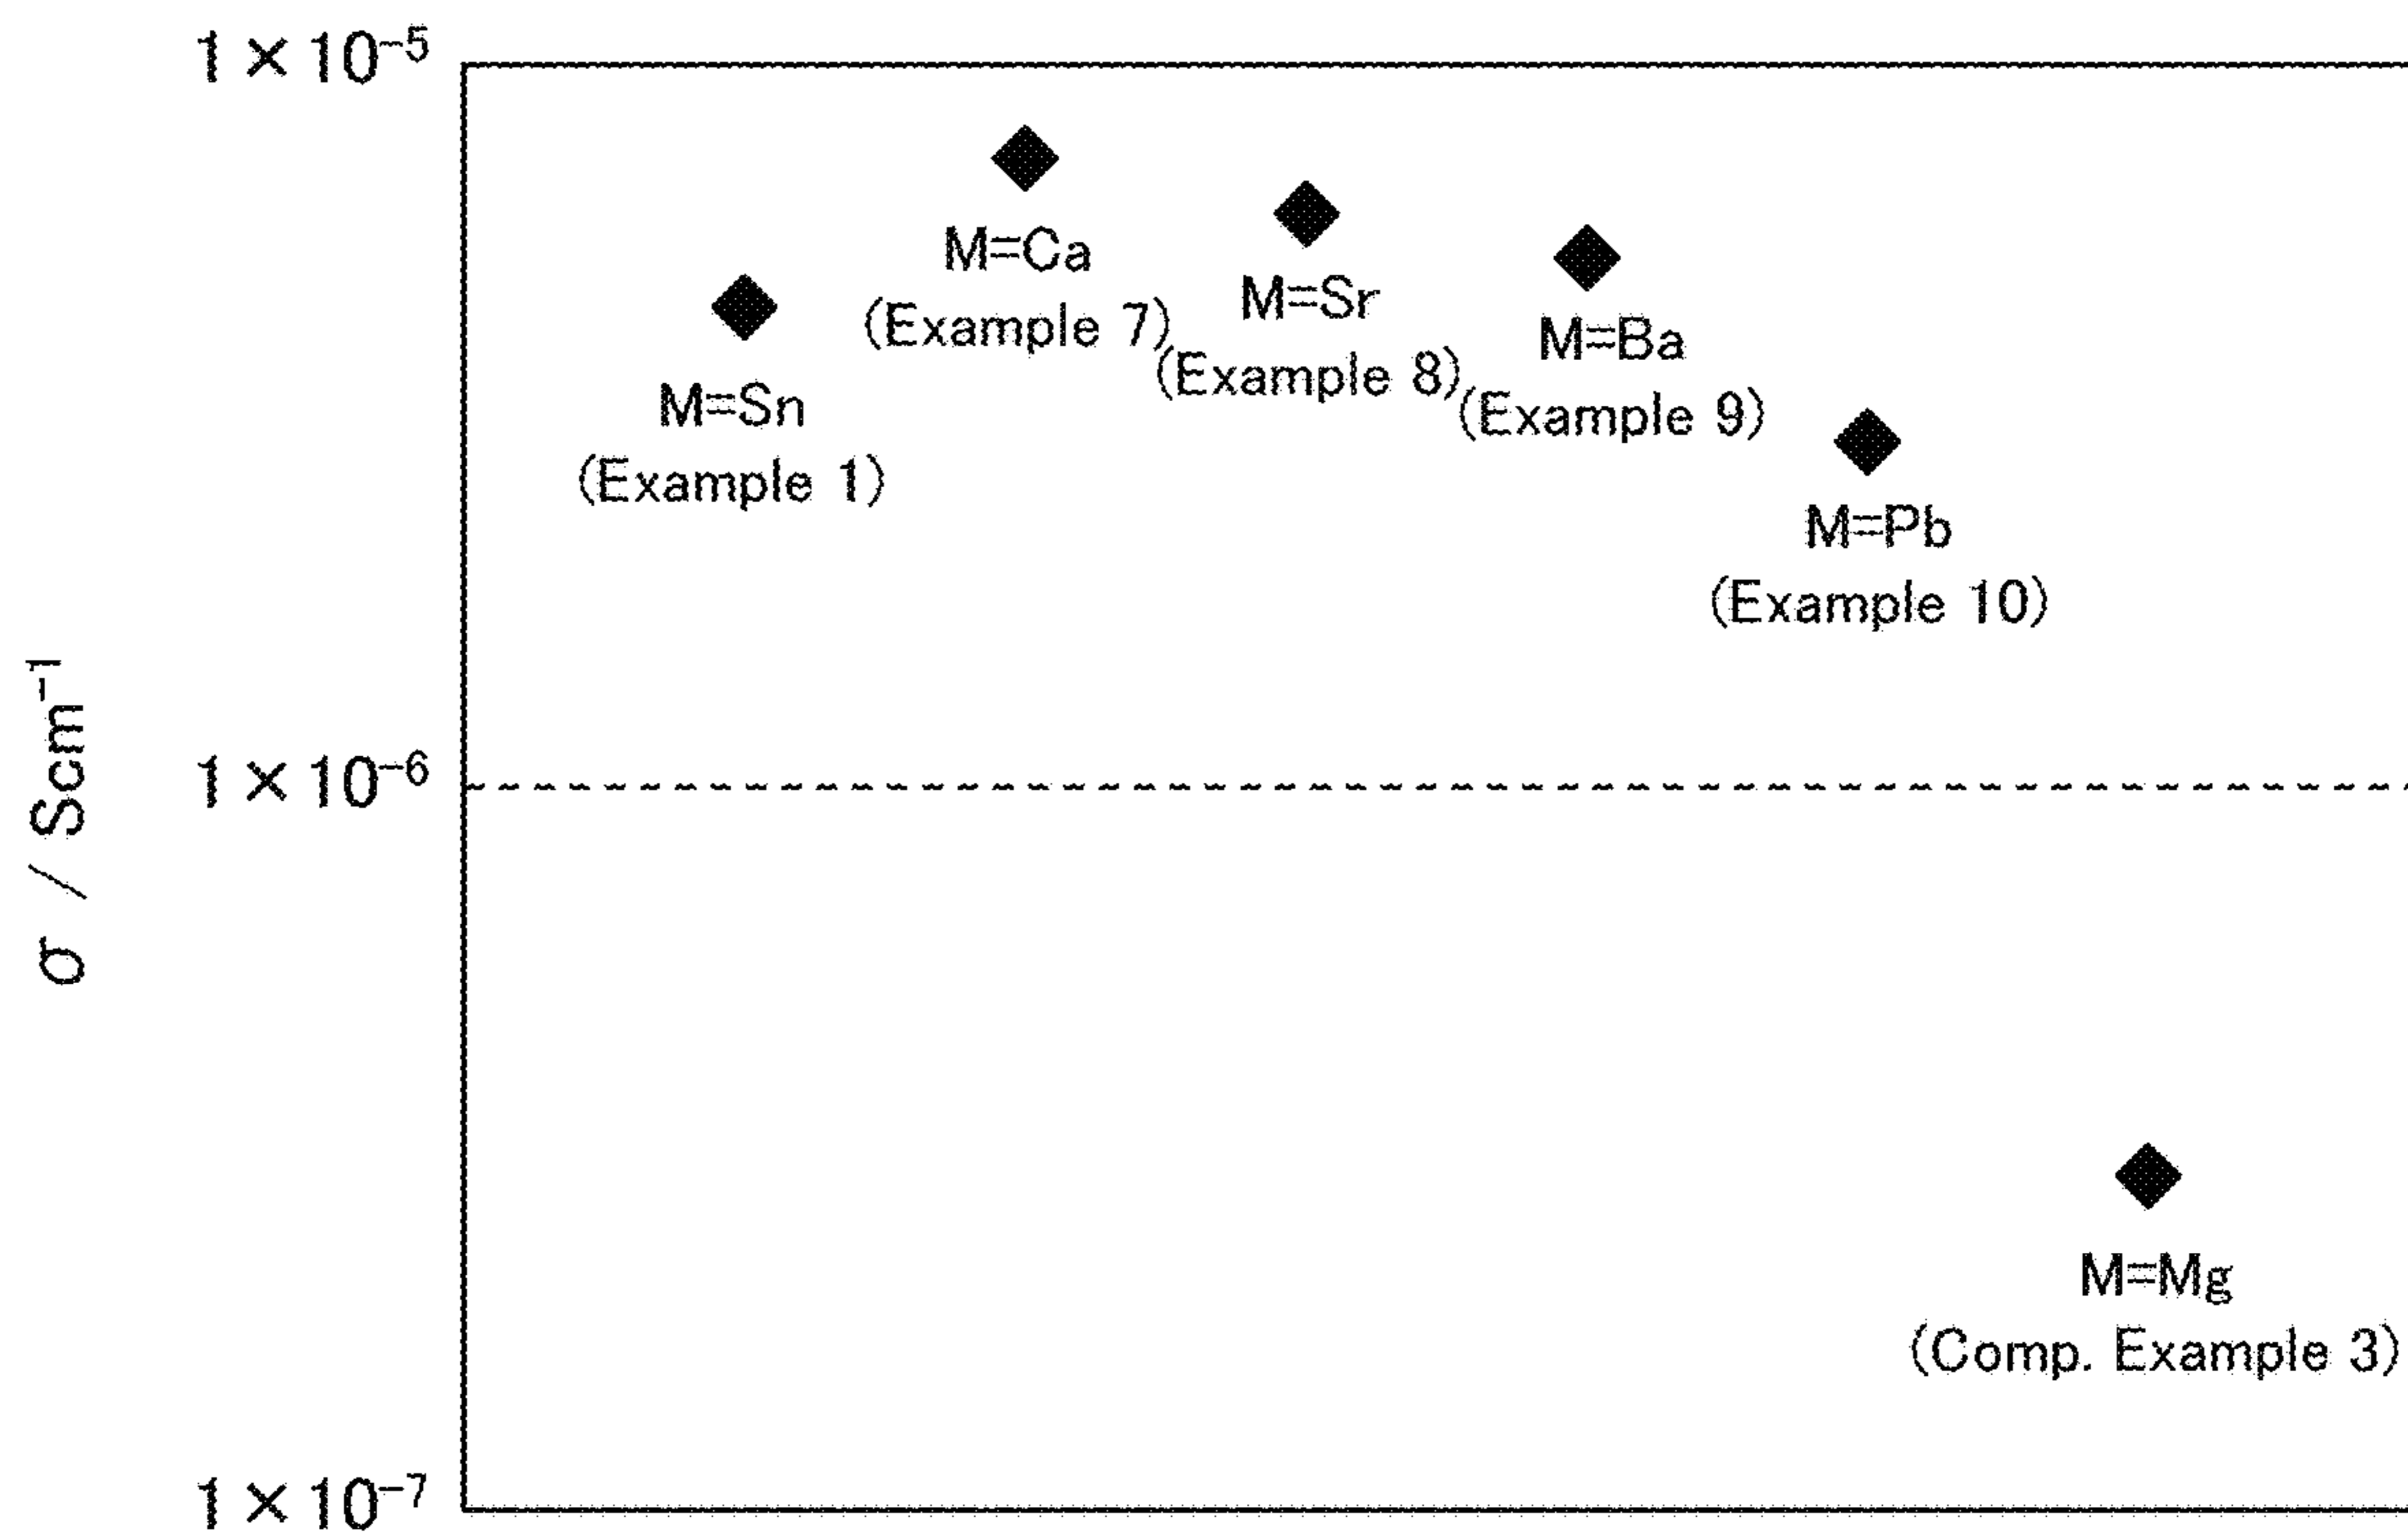 1×10⁻⁵
M=Ca
(Example 7)
M=Sr
(Example 8)
M=Ba
(Example 9)
M=Sn
(Example 1)
M=Pb
(Example 10)
σ / Scm⁻¹
1×10⁻⁶
M=Mg
(Comp. Example 3)
1×10⁻⁷